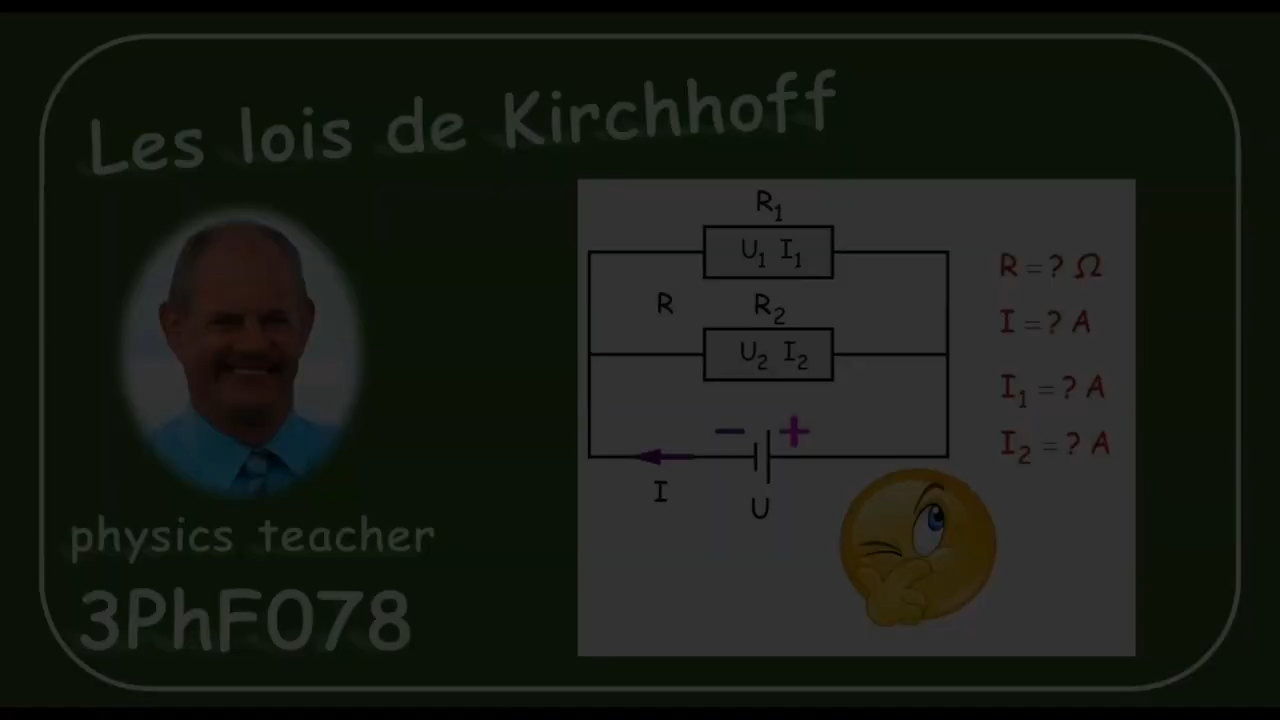 Les lois de Kirchhoff
R1
U1 I1
R
R2
U2 I2
− +
I
U
R = ? Ω
I = ? A
I1 = ? A
I2 = ? A
physics teacher
3PhF078